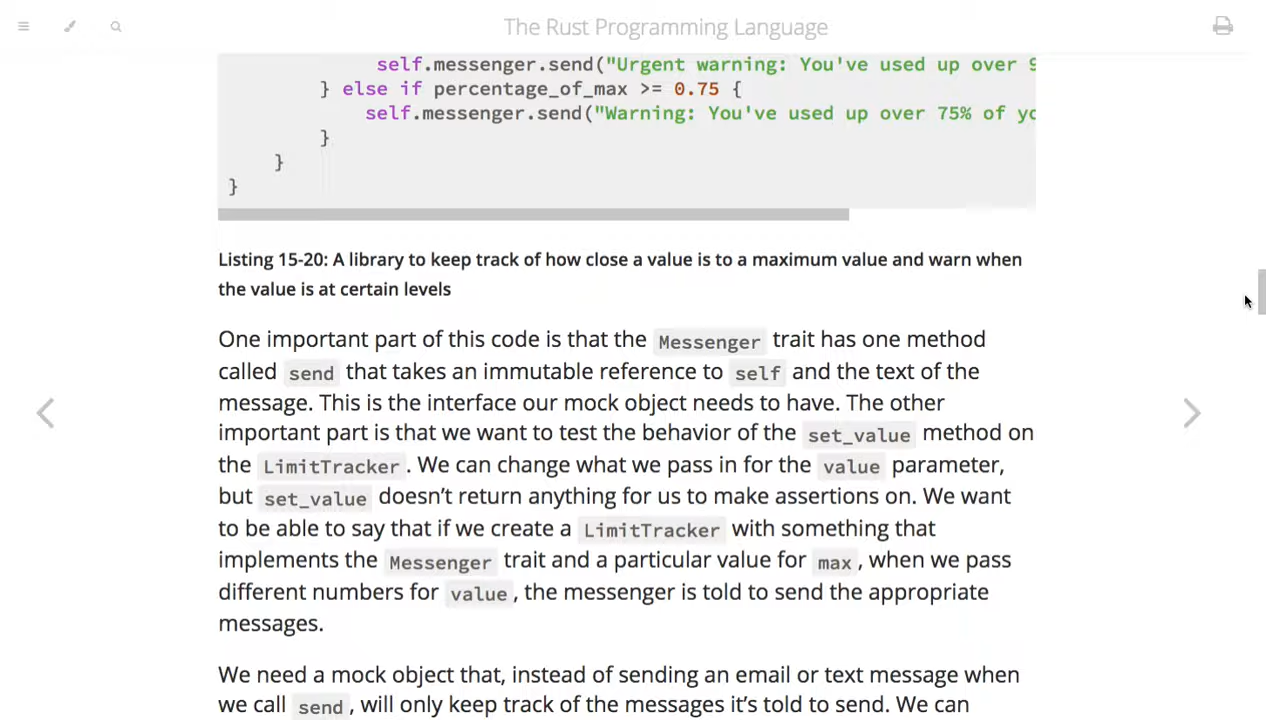 The Rust Programming Language
self.messenger.send("Urgent warning: You've used up over 9
} else if percentage_of_max >= 0.75 {
self.messenger.send("Warning: You've used up over 75% of yo
}
}
}
Listing 15-20: A library to keep track of how close a value is to a maximum value and warn when
the value is at certain levels
One important part of this code is that the Messenger trait has one method
called send that takes an immutable reference to self and the text of the
message. This is the interface our mock object needs to have. The other
important part is that we want to test the behavior of the set_value method on
the LimitTracker. We can change what we pass in for the value parameter,
but set_value doesn’t return anything for us to make assertions on. We want
to be able to say that if we create a LimitTracker with something that
implements the Messenger trait and a particular value for max, when we pass
different numbers for value, the messenger is told to send the appropriate
messages.
We need a mock object that, instead of sending an email or text message when
we call send, will only keep track of the messages it’s told to send. We can